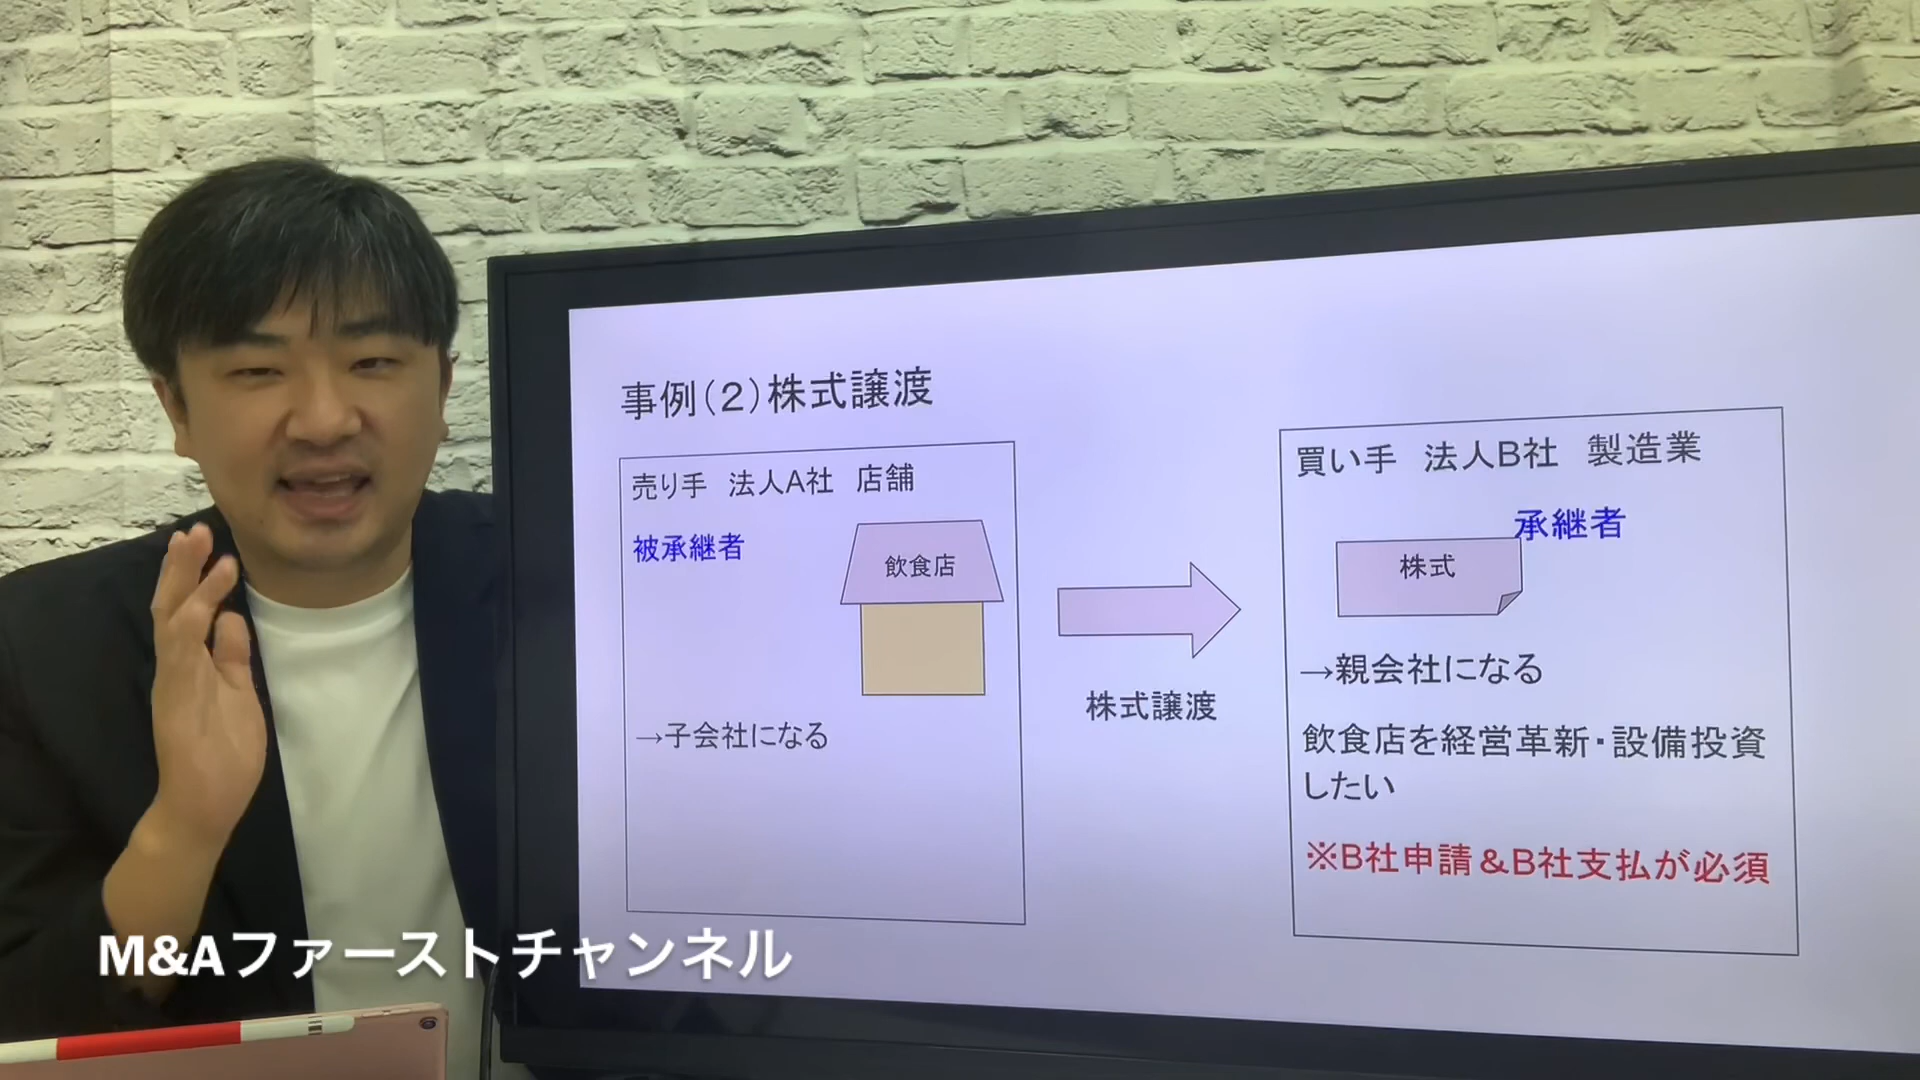 事例(2)株式譲渡
売り手 法人A社 店舗
被承継者
飲食店
→子会社になる
株式譲渡
買い手 法人B社 製造業
承継者
株式
→親会社になる
飲食店を経営革新・設備投資
したい
※B社申請&B社支払が必須
M&Aファーストチャンネル